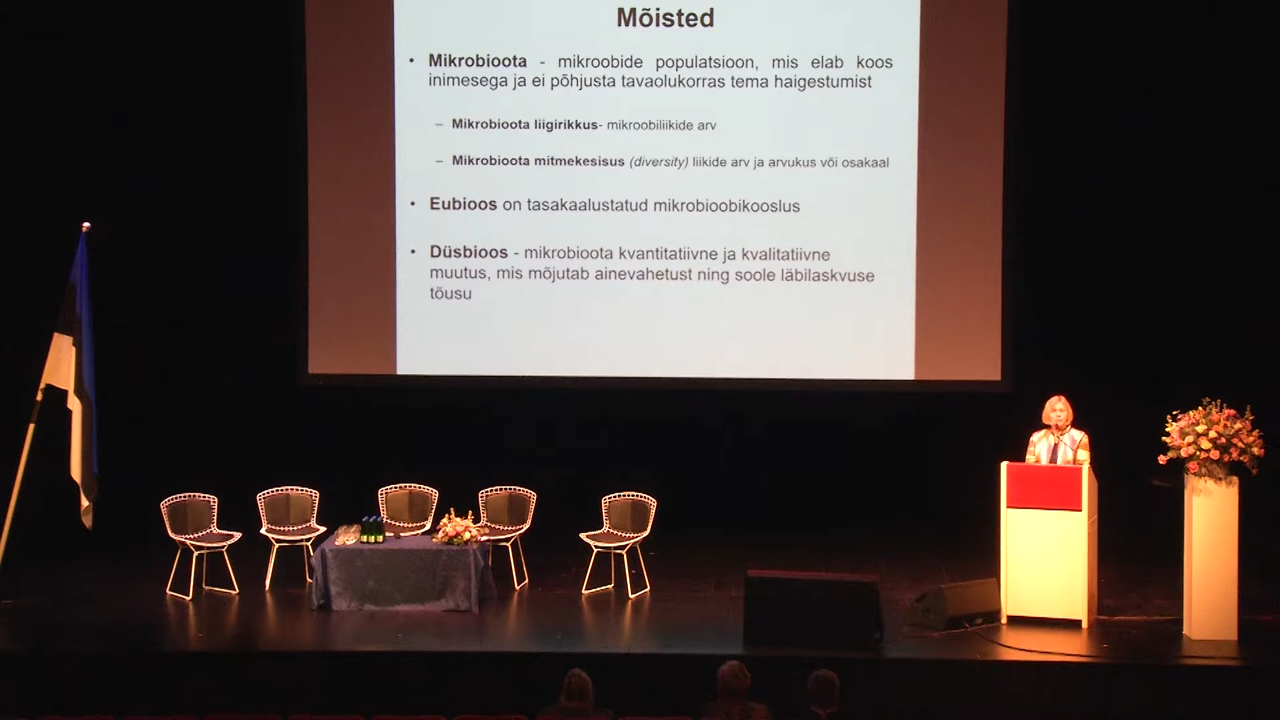 Mõisted
• Mikrobioota - mikroobide populatsioon, mis elab koos
inimesega ja ei põhjusta tavaolukorras tema haigestumist
– Mikrobioota liigirikkus- mikroobiliikide arv
– Mikrobioota mitmekesisus (diversity) liikide arv ja arvukus või osakaal
• Eubioos on tasakaalustatud mikrobioobikooslus
• Düsbioos - mikrobioota kvantitatiivne ja kvalitatiivne
muutus, mis mõjutab ainevahetust ning soole läbilaskvuse
tõusu